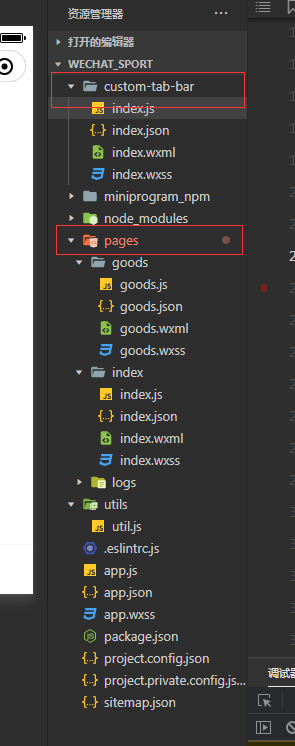 资源管理器
打开的编辑器
WECHAT_SPORT
custom-tab-bar
index.js
index.json
index.wxml
index.wxss
miniprogram_npm
node_modules
pages
goods
goods.js
goods.json
goods.wxml
goods.wxss
index
index.js
index.json
index.wxml
index.wxss
logs
utils
util.js
.eslintrc.js
app.js
app.json
app.wxss
package.json
project.config.json
project.private.config.js...
sitemap.json